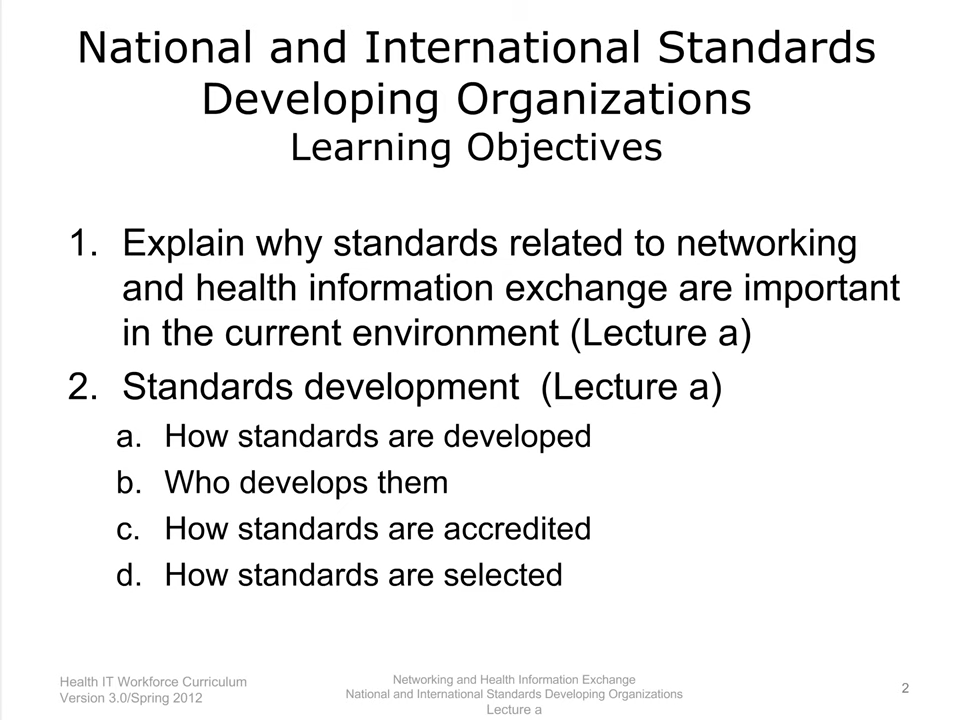 National and International Standards
Developing Organizations
Learning Objectives
1. Explain why standards related to networking
and health information exchange are important
in the current environment (Lecture a)
2. Standards development  (Lecture a)
a. How standards are developed
b. Who develops them
c. How standards are accredited
d. How standards are selected
Health IT Workforce Curriculum
Version 3.0/Spring 2012
Networking and Health Information Exchange
National and International Standards Developing Organizations
Lecture a
2